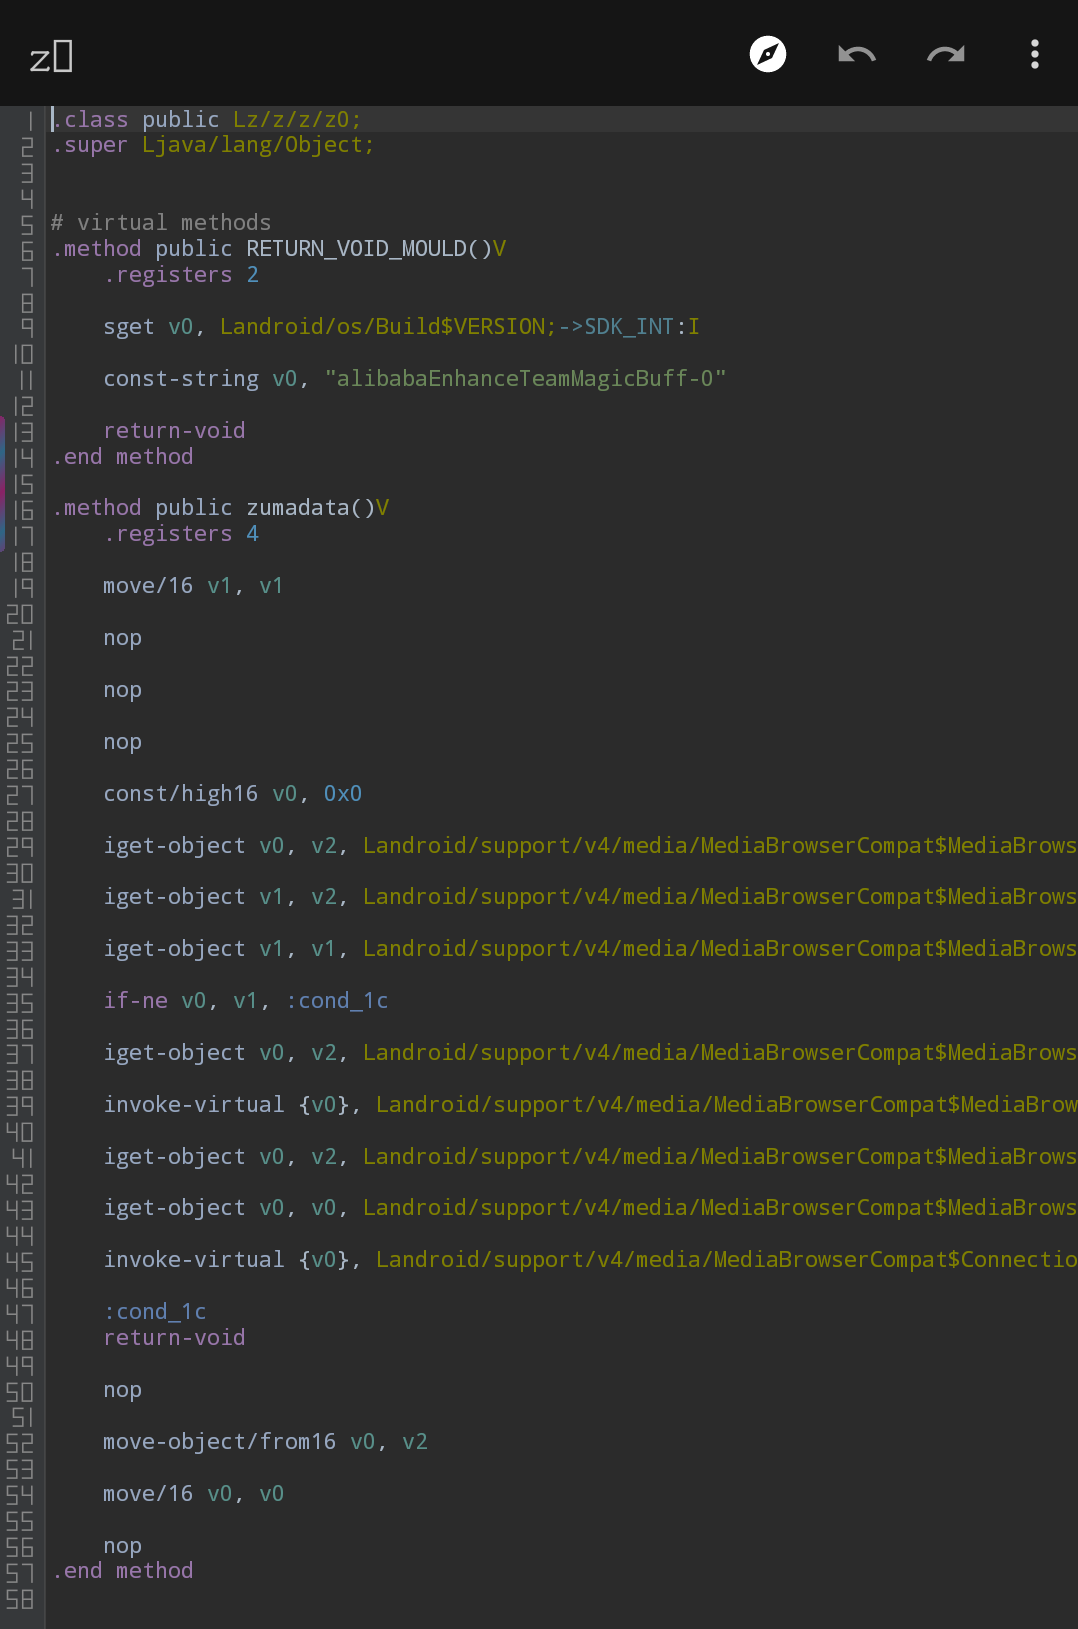 z0
1 .class public Lz/z/z/z0;
2 .super Ljava/lang/Object;
3
4
5 # virtual methods
6 .method public RETURN_VOID_MOULD()V
7 .registers 2
8
9 sget v0, Landroid/os/Build$VERSION;->SDK_INT:I
10
11 const-string v0, "alibabaEnhanceTeamMagicBuff-0"
12
13 return-void
14 .end method
15
16 .method public zumadata()V
17 .registers 4
18
19 move/16 v1, v1
20
21 nop
22
23 nop
24
25 nop
26
27 const/high16 v0, 0x0
28
29 iget-object v0, v2, Landroid/support/v4/media/MediaBrowserCompat$MediaBrows
30
31 iget-object v1, v2, Landroid/support/v4/media/MediaBrowserCompat$MediaBrows
32
33 iget-object v1, v1, Landroid/support/v4/media/MediaBrowserCompat$MediaBrows
34
35 if-ne v0, v1, :cond_1c
36
37 iget-object v0, v2, Landroid/support/v4/media/MediaBrowserCompat$MediaBrows
38
39 invoke-virtual {v0}, Landroid/support/v4/media/MediaBrowserCompat$MediaBrow
40
41 iget-object v0, v2, Landroid/support/v4/media/MediaBrowserCompat$MediaBrows
42
43 iget-object v0, v0, Landroid/support/v4/media/MediaBrowserCompat$MediaBrows
44
45 invoke-virtual {v0}, Landroid/support/v4/media/MediaBrowserCompat$Connectio
46
47 :cond_1c
48 return-void
49
50 nop
51
52 move-object/from16 v0, v2
53
54 move/16 v0, v0
55
56 nop
57 .end method
58